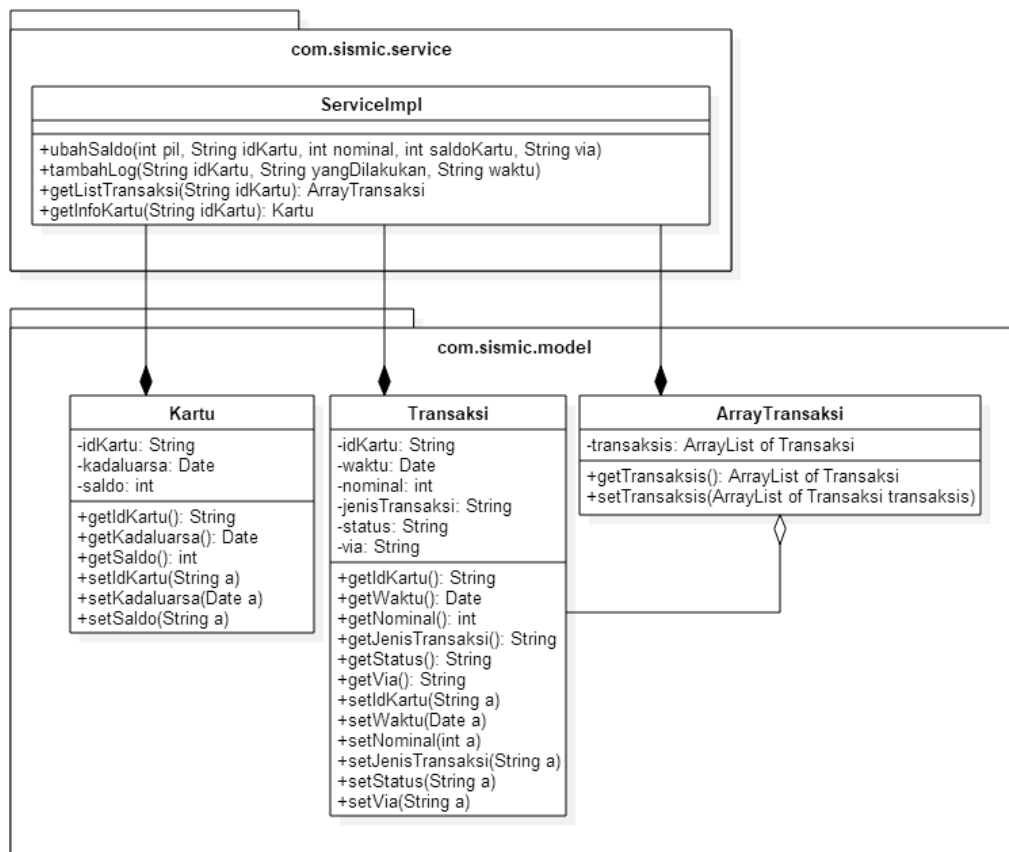 com.sismic.service
ServiceImpl
+ubahSaldo(int pil, String idKartu, int nominal, int saldoKartu, String via)
+tambahLog(String idKartu, String yangDilakukan, String waktu)
+getListTransaksi(String idKartu): ArrayTransaksi
+getInfoKartu(String idKartu): Kartu
com.sismic.model
Kartu
-idKartu: String
-kadaluarsa: Date
-saldo: int
+getIdKartu(): String
+getKadaluarsa(): Date
+getSaldo(): int
+setIdKartu(String a)
+setKadaluarsa(Date a)
+setSaldo(String a)
Transaksi
-idKartu: String
-waktu: Date
-nominal: int
-jenisTransaksi: String
-status: String
-via: String
+getIdKartu(): String
+getWaktu(): Date
+getNominal(): int
+getJenisTransaksi(): String
+getStatus(): String
+getVia(): String
+setIdKartu(String a)
+setWaktu(Date a)
+setNominal(int a)
+setJenisTransaksi(String a)
+setStatus(String a)
+setVia(String a)
ArrayTransaksi
-transaksis: ArrayList of Transaksi
+getTransaksis(): ArrayList of Transaksi
+setTransaksis(ArrayList of Transaksi transaksis)